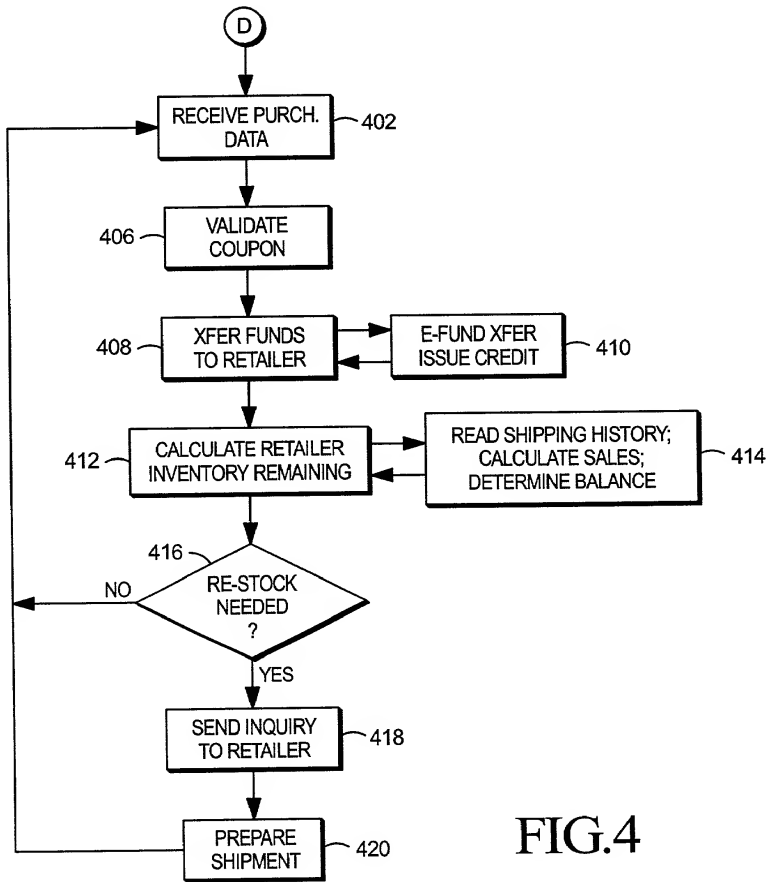 D
RECEIVE PURCH.
DATA
402
406
VALIDATE
COUPON
408
XFER FUNDS
TO RETAILER
E-FUND XFER
ISSUE CREDIT
410
412
CALCULATE RETAILER
INVENTORY REMAINING
READ SHIPPING HISTORY;
CALCULATE SALES;
DETERMINE BALANCE
414
416
NO
RE-STOCK
NEEDED
?
YES
SEND INQUIRY
TO RETAILER
418
PREPARE
SHIPMENT
420
FIG.4